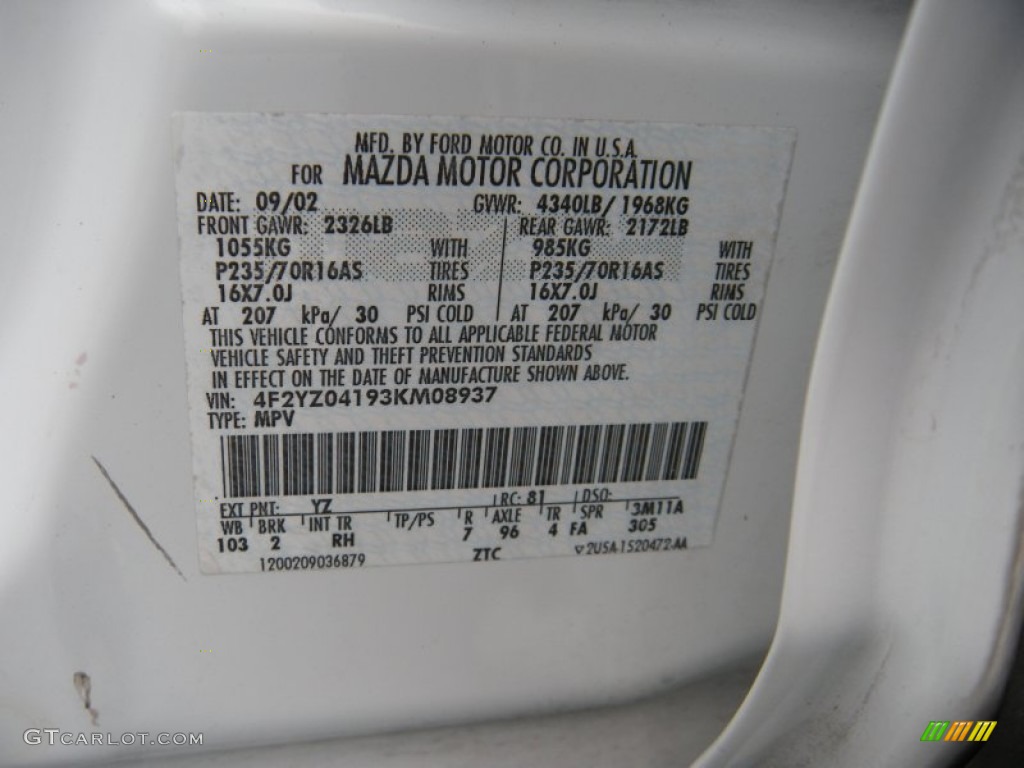 MFD. BY FORD MOTOR CO. IN U.S.A.
FOR MAZDA MOTOR CORPORATION
DATE: 09/02 GVWR: 4340LB/ 1968KG
FRONT GAWR: 2326LB REAR GAWR: 2172LB
1055KG WITH 985KG WITH
P235/70R16AS TIRES P235/70R16AS TIRES
16X7.0J RIMS 16X7.0J RIMS
AT 207 kPa/ 30 PSI COLD AT 207 kPa/ 30 PSI COLD
THIS VEHICLE CONFORMS TO ALL APPLICABLE FEDERAL MOTOR
VEHICLE SAFETY AND THEFT PREVENTION STANDARDS
IN EFFECT ON THE DATE OF MANUFACTURE SHOWN ABOVE.
VIN: 4F2YZ04193KM08937
TYPE: MPV
EXT PNT: YZ RC: 81 DSO:
WB BRK INT TR TP/PS R AXLE TR SPR 3M11A
103 2 RH 7 96 4 FA 305
1200209036879 ZTC 2U5A-1520472-AA
GTCARLOT.COM